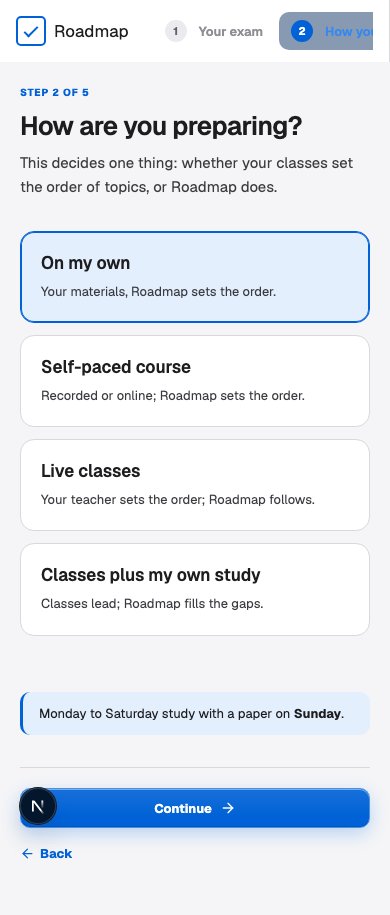 Roadmap
1 Your exam
2 How you
STEP 2 OF 5
How are you preparing?
This decides one thing: whether your classes set
the order of topics, or Roadmap does.
On my own
Your materials, Roadmap sets the order.
Self-paced course
Recorded or online; Roadmap sets the order.
Live classes
Your teacher sets the order; Roadmap follows.
Classes plus my own study
Classes lead; Roadmap fills the gaps.
Monday to Saturday study with a paper on Sunday.
N
Continue →
← Back